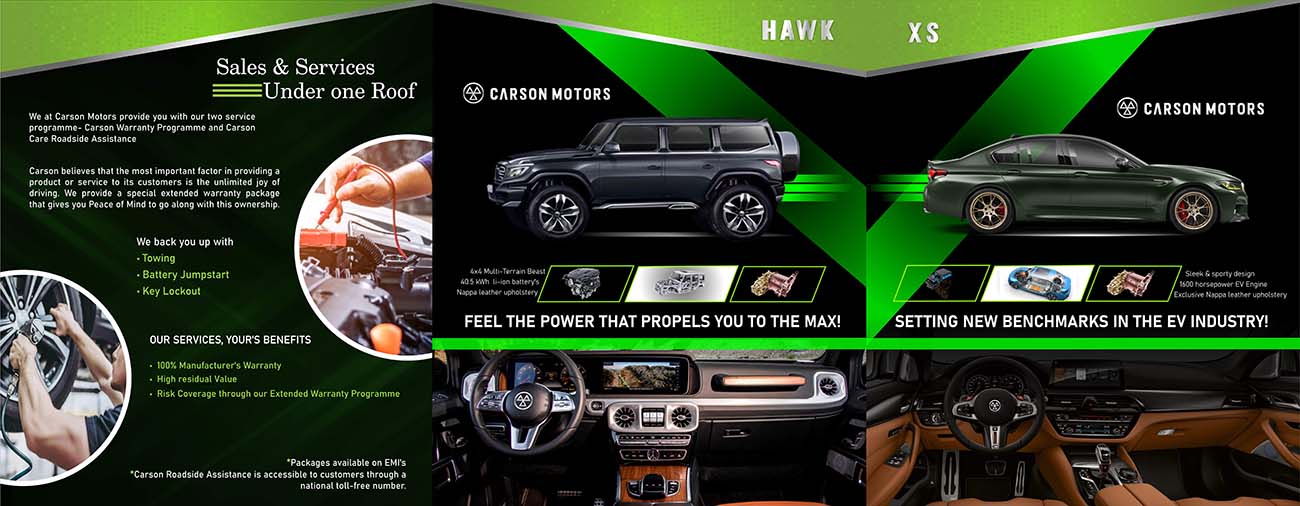 Sales & Services
Under one Roof
We at Carson Motors provide you with our two service
programme- Carson Warranty Programme and Carson
Care Roadside Assistance
Carson believes that the most important factor in providing a
product or service to its customers is the unlimited joy of
driving. We provide a special extended warranty package
that gives you Peace of Mind to go along with this ownership.
We back you up with
• Towing
• Battery Jumpstart
• Key Lockout
OUR SERVICES, YOUR'S BENEFITS
• 100% Manufacturer's Warranty
• High residual Value
• Risk Coverage through our Extended Warranty Programme
*Packages available on EMI's
*Carson Roadside Assistance is accessible to customers through a
national toll-free number.
HAWK
CARSON MOTORS
4x4 Multi-Terrain Beast
40.5 kWh li-ion battery's
Nappa leather upholstery
FEEL THE POWER THAT PROPELS YOU TO THE MAX!
XS
CARSON MOTORS
Sleek & sporty design
1600 horsepower EV Engine
Exclusive Nappa leather upholstery
SETTING NEW BENCHMARKS IN THE EV INDUSTRY!